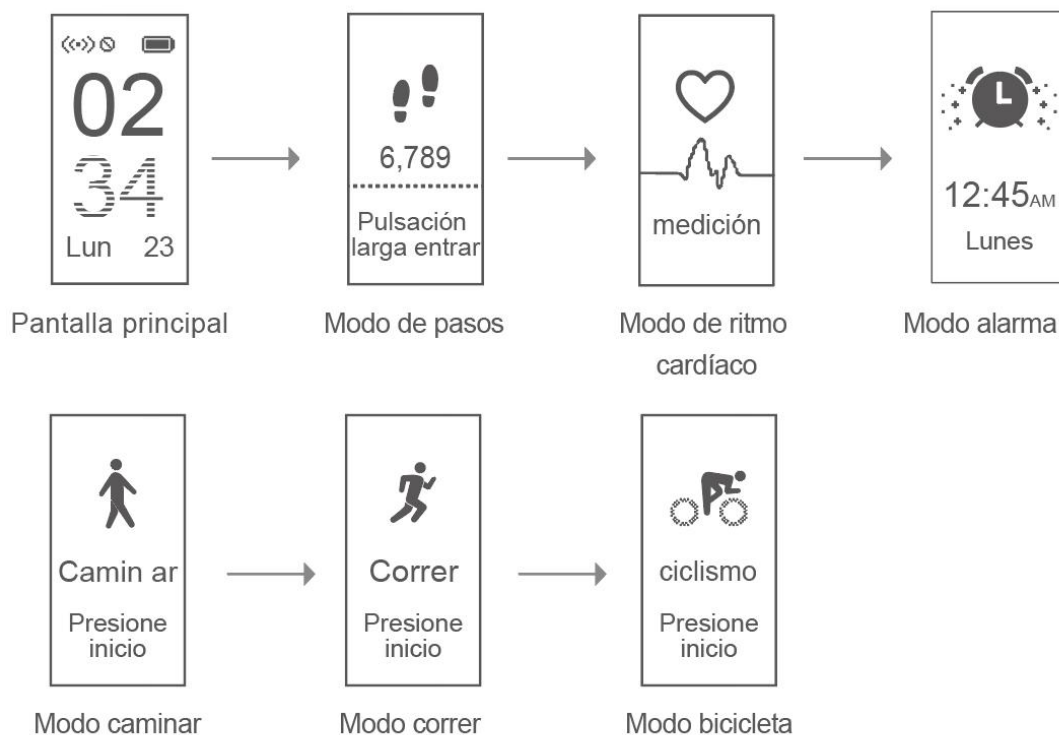 02
34
Lun 23
Pantalla principal
6,789
Pulsación
larga entrar
Modo de pasos
medición
Modo de ritmo
cardíaco
12:45AM
Lunes
Modo alarma
Camin ar
Presione
inicio
Modo caminar
Correr
Presione
inicio
Modo correr
ciclismo
Presione
inicio
Modo bicicleta